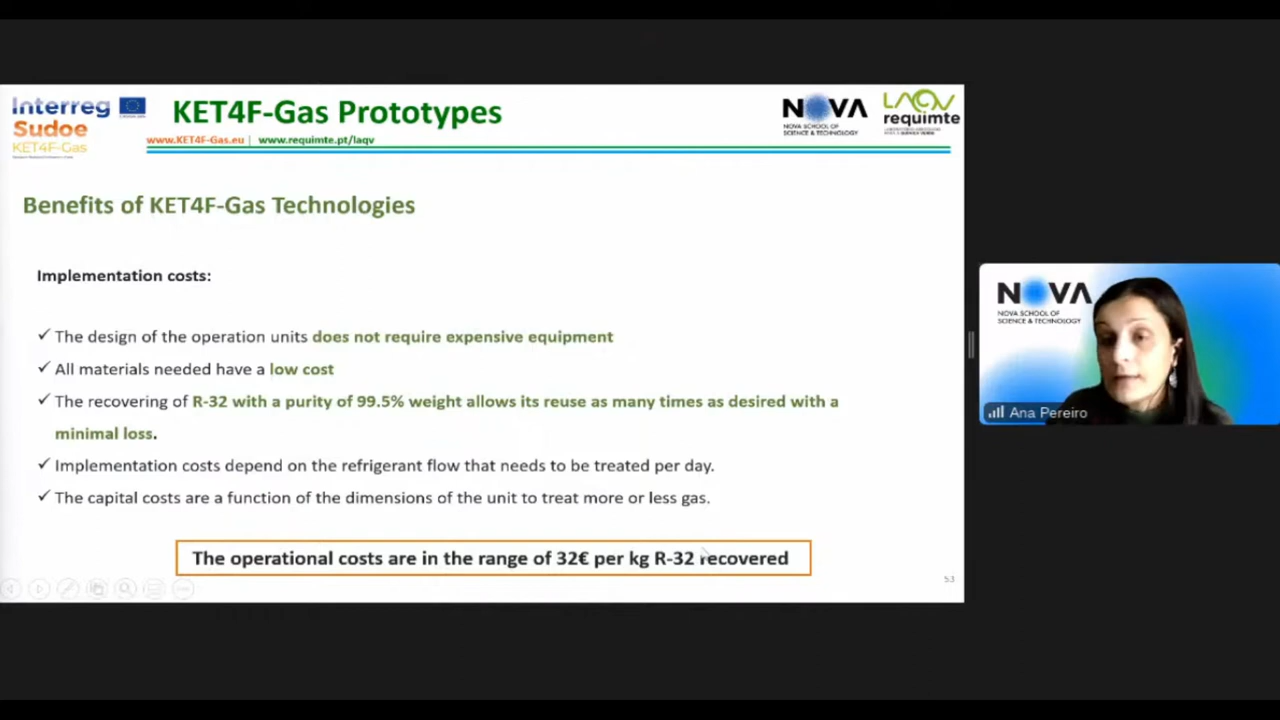 Interreg
Sudoe
KET4F-Gas
KET4F-Gas Prototypes
www.KET4F-Gas.eu | www.requimte.pt/laqv
NOVA
NOVA SCHOOL OF
SCIENCE & TECHNOLOGY
LAQV
requimte
Benefits of KET4F-Gas Technologies
Implementation costs:
✓ The design of the operation units does not require expensive equipment
✓ All materials needed have a low cost
✓ The recovering of R-32 with a purity of 99.5% weight allows its reuse as many times as desired with a
minimal loss.
✓ Implementation costs depend on the refrigerant flow that needs to be treated per day.
✓ The capital costs are a function of the dimensions of the unit to treat more or less gas.
The operational costs are in the range of 32€ per kg R-32 recovered
53
NOVA
NOVA SCHOOL OF
SCIENCE & TECHNOLOGY
Ana Pereiro